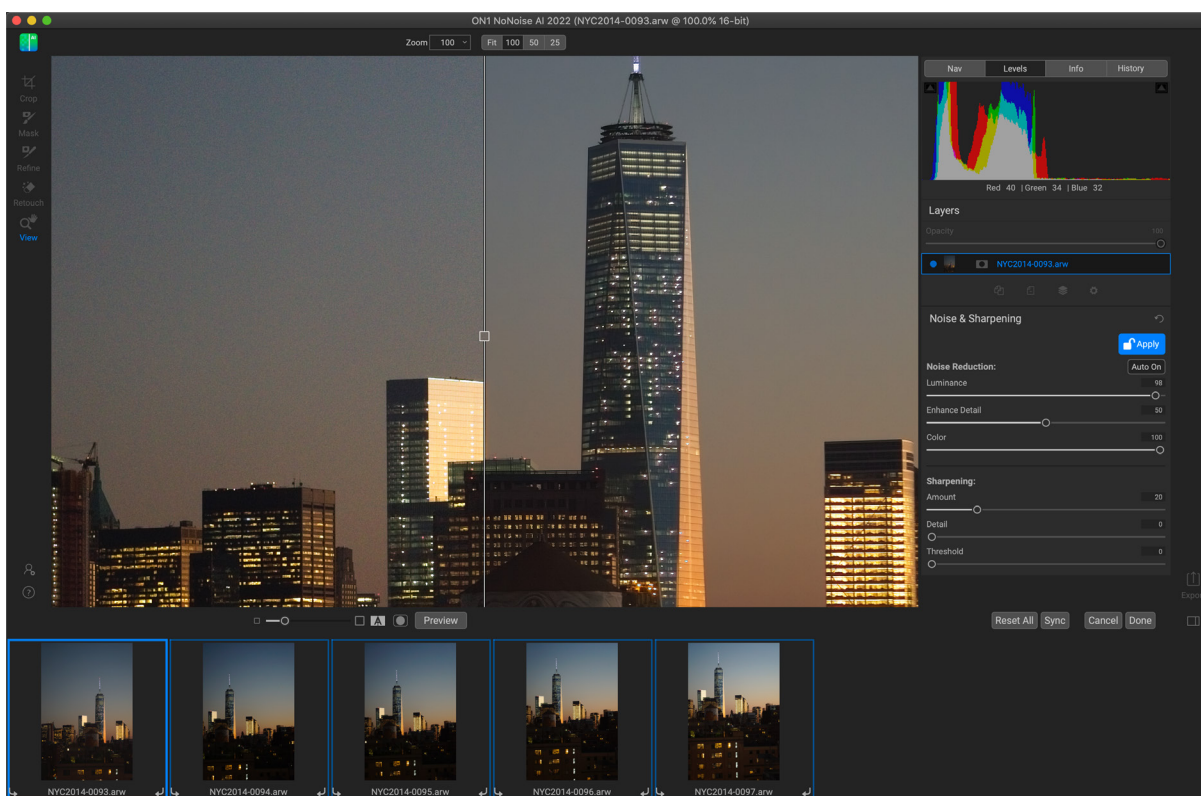 ON1 NoNoise AI 2022 (NYC2014-0093.arw @ 100.0% 16-bit)
AI
Zoom 100 Fit 100 50 25
Crop
Mask
Refine
Retouch
View
Nav Levels Info History
Red 40 | Green 34 | Blue 32
Layers
Opacity 100
NYC2014-0093.arw
Noise & Sharpening
Apply
Noise Reduction: Auto On
Luminance 98
Enhance Detail 50
Color 100
Sharpening:
Amount 20
Detail 0
Threshold 0
Expor
?
A Preview
Reset All Sync Cancel Done
NYC2014-0093.arw NYC2014-0094.arw NYC2014-0095.arw NYC2014-0096.arw NYC2014-0097.arw